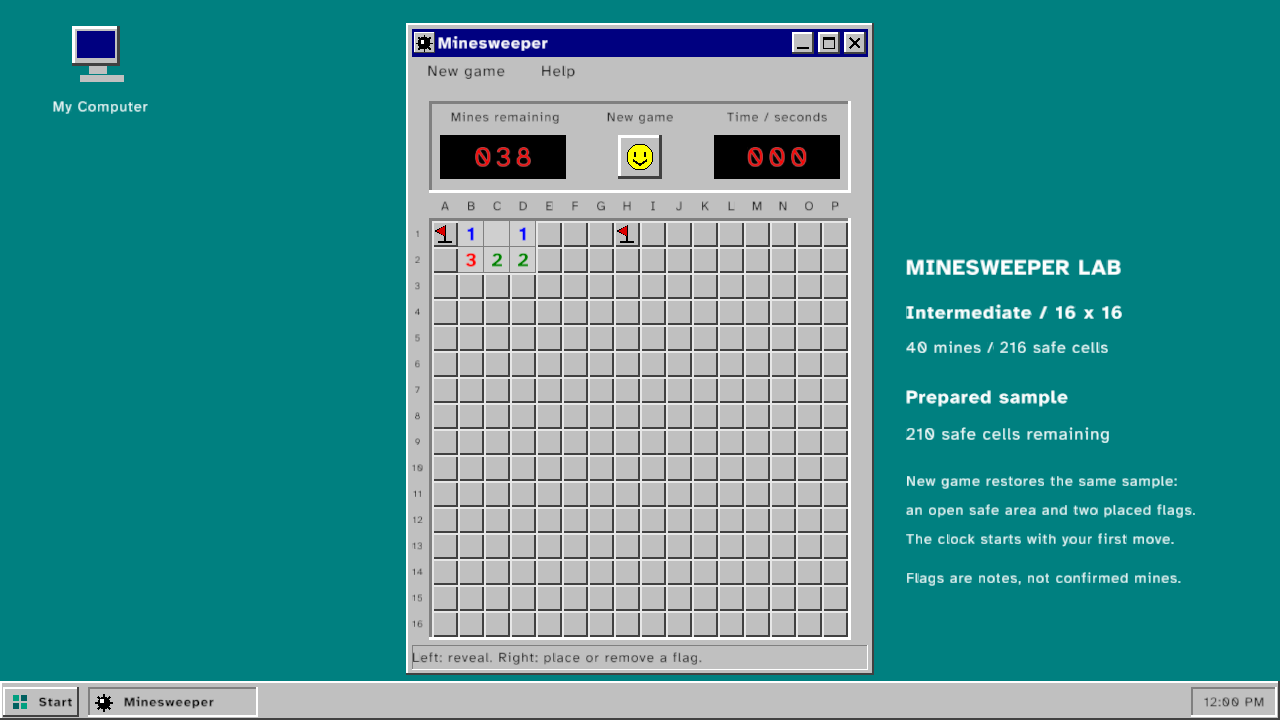 My Computer
Minesweeper
New game Help
Mines remaining New game Time / seconds
038 000
A B C D E F G H I J K L M N O P
1 1 1
2 3 2 2
3
4
5
6
7
8
9
10
11
12
13
14
15
16
Left: reveal. Right: place or remove a flag.
MINESWEEPER LAB
Intermediate / 16 x 16
40 mines / 216 safe cells
Prepared sample
210 safe cells remaining
New game restores the same sample:
an open safe area and two placed flags.
The clock starts with your first move.
Flags are notes, not confirmed mines.
Start Minesweeper 12:00 PM